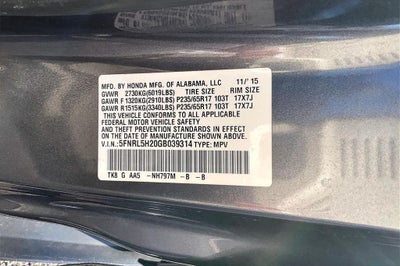 MFD. BY HONDA MFG. OF ALABAMA, LLC 11/'15
GVWR 2730KG(6019LBS) TIRE SIZE RIM SIZE
GAWR F 1320KG(2910LBS) P235/65R17 103T 17X7J
GAWR R1515KG(3340LBS) P235/65R17 103T 17X7J
THIS VEHICLE CONFORMS TO ALL APPLICABLE
FEDERAL MOTOR VEHICLE SAFETY AND
THEFT PREVENTION STANDARDS IN EFFECT ON THE
DATE OF MANUFACTURE SHOWN ABOVE.
VIN: 5FNRL5H20GB039314 TYPE: MPV
TK8 G AA5 -NH797M -B -B